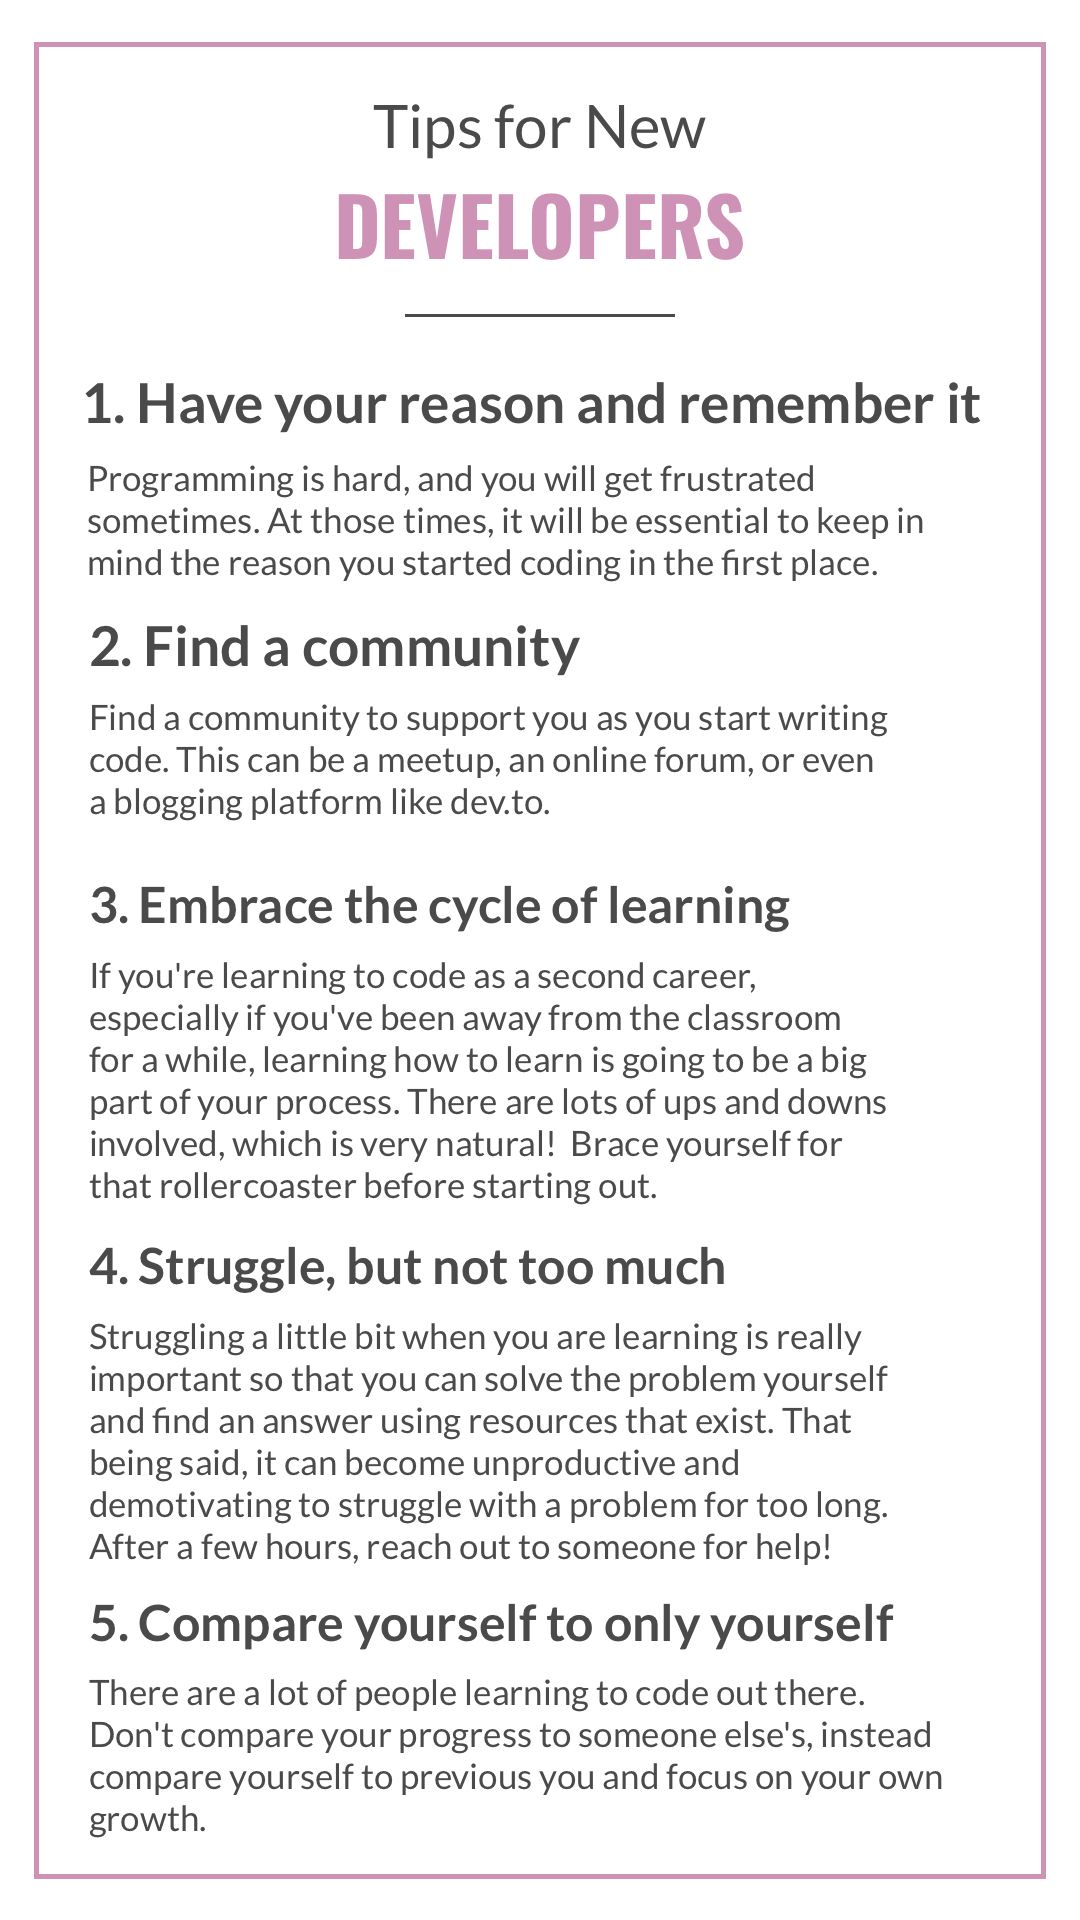 Tips for New
DEVELOPERS
1. Have your reason and remember it
Programming is hard, and you will get frustrated
sometimes. At those times, it will be essential to keep in
mind the reason you started coding in the first place.
2. Find a community
Find a community to support you as you start writing
code. This can be a meetup, an online forum, or even
a blogging platform like dev.to.
3. Embrace the cycle of learning
If you're learning to code as a second career,
especially if you've been away from the classroom
for a while, learning how to learn is going to be a big
part of your process. There are lots of ups and downs
involved, which is very natural!  Brace yourself for
that rollercoaster before starting out.
4. Struggle, but not too much
Struggling a little bit when you are learning is really
important so that you can solve the problem yourself
and find an answer using resources that exist. That
being said, it can become unproductive and
demotivating to struggle with a problem for too long.
After a few hours, reach out to someone for help!
5. Compare yourself to only yourself
There are a lot of people learning to code out there.
Don't compare your progress to someone else's, instead
compare yourself to previous you and focus on your own
growth.